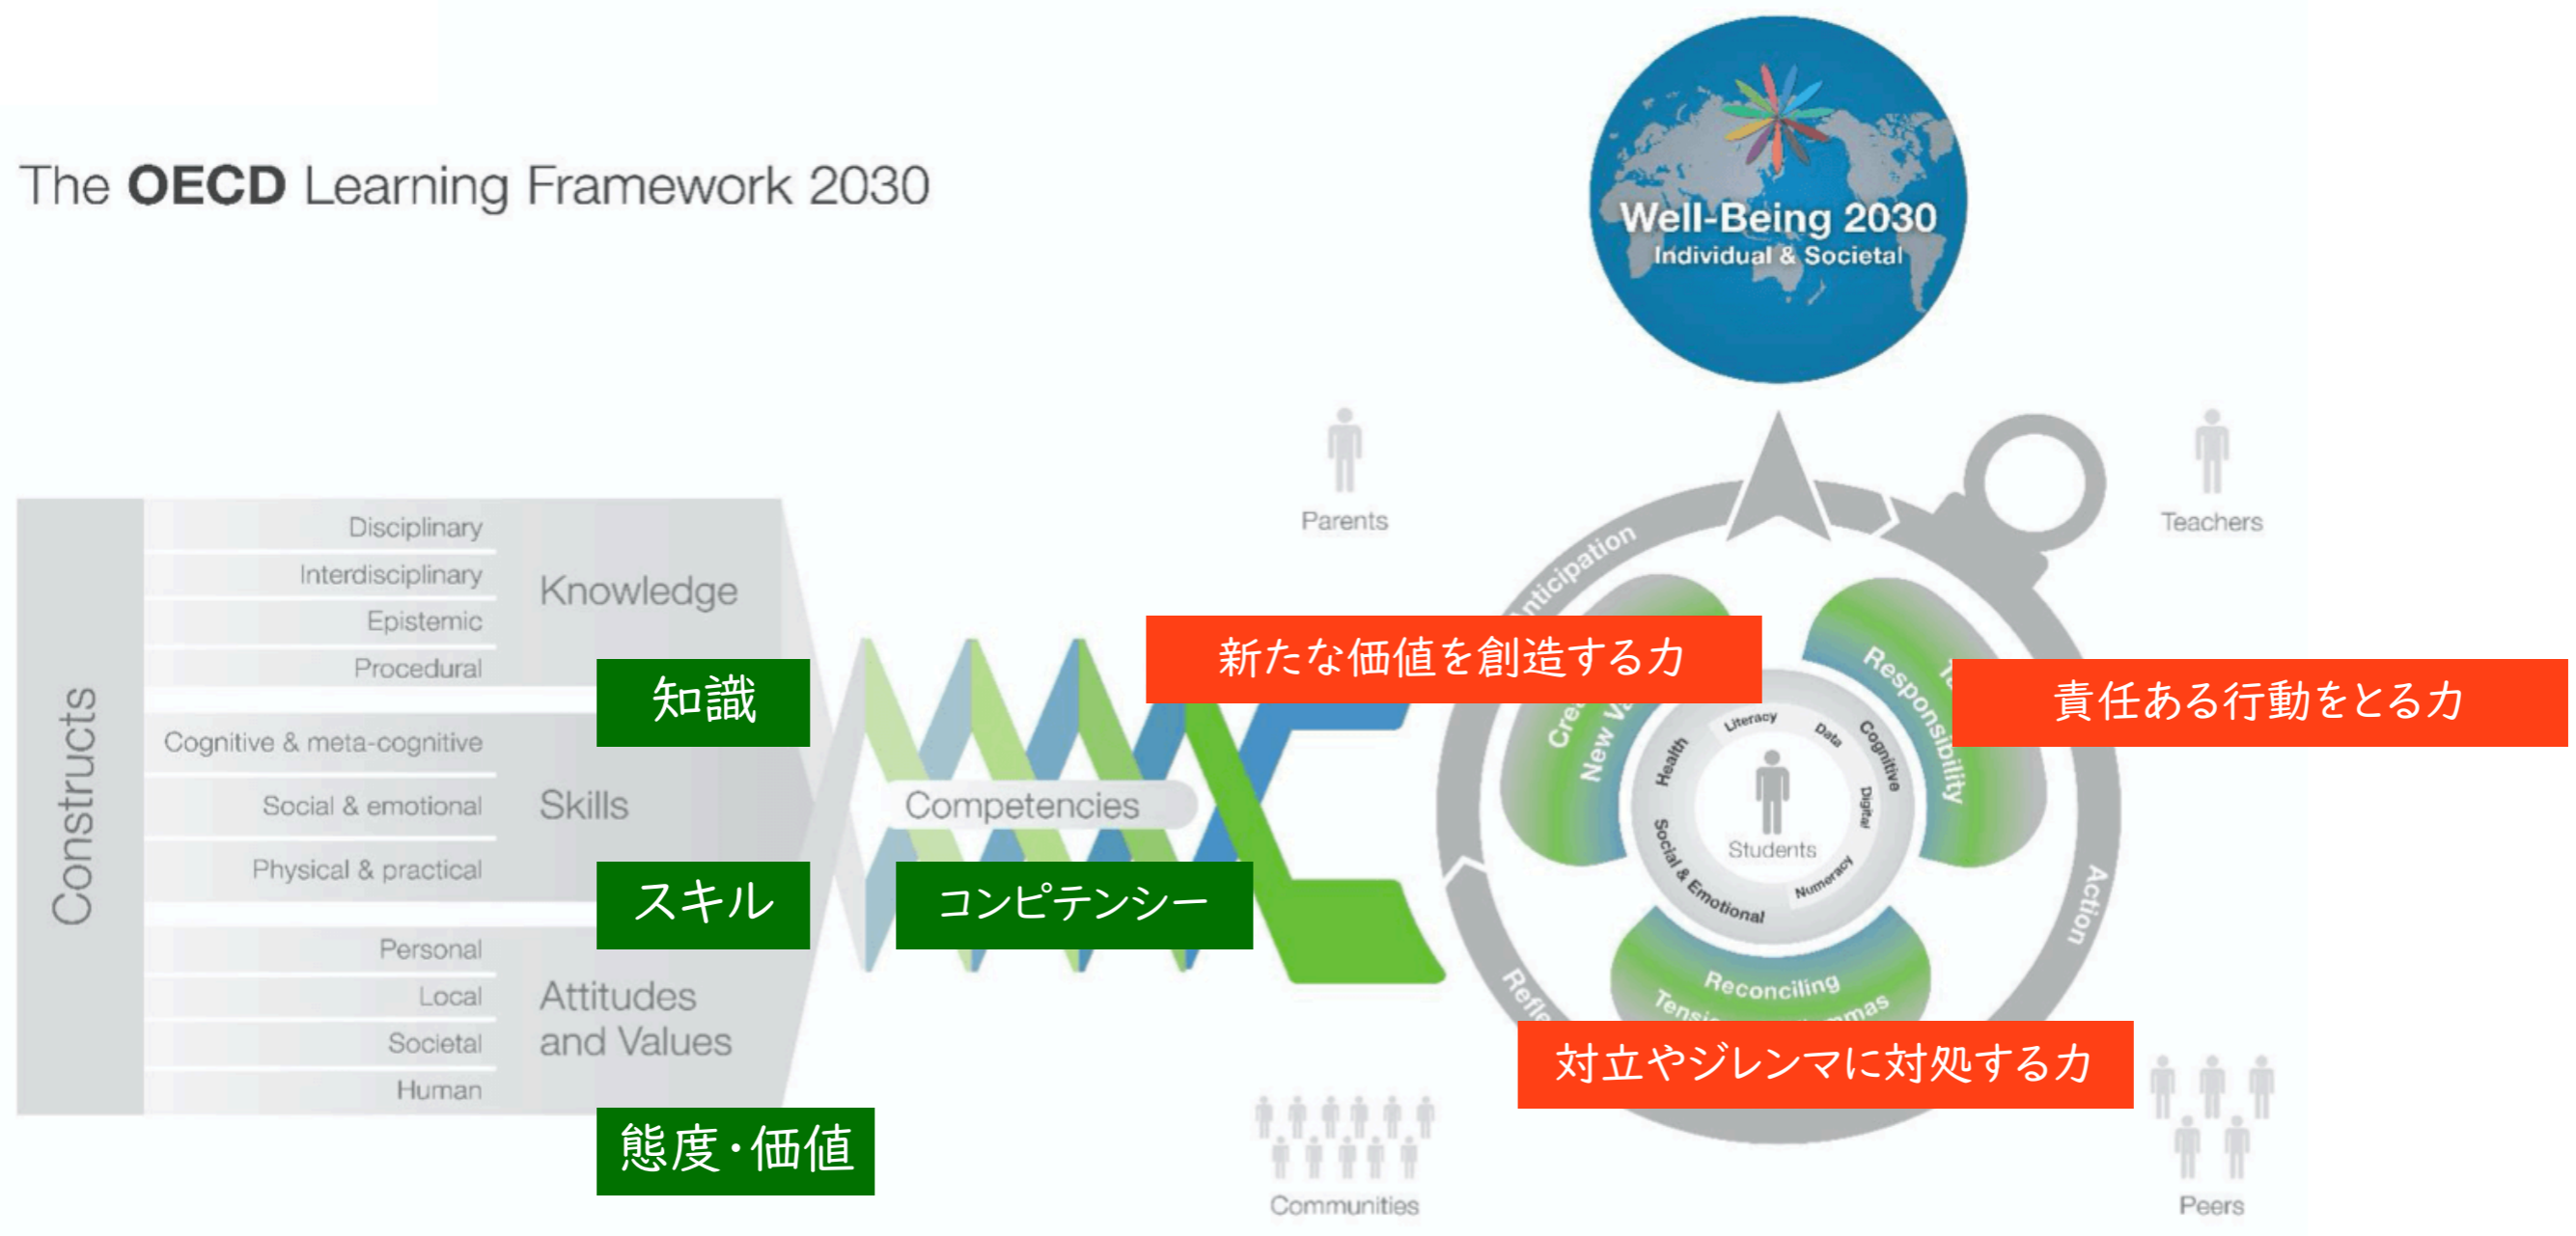 The OECD Learning Framework 2030
Well-Being 2030
Individual & Societal
Parents
Teachers
Constructs
Disciplinary
Interdisciplinary
Epistemic
Procedural
Knowledge
知識
Cognitive & meta-cognitive
Social & emotional
Physical & practical
Skills
スキル
Personal
Local
Societal
Human
Attitudes
and Values
態度・価値
Competencies
コンピテンシー
新たな価値を創造する力
New
Responsibility
責任ある行動をとる力
Literacy
Data
Cognitive
Health
Digital
Students
Numeracy
Social & Emotional
Action
Reconciling
対立やジレンマに対処する力
Communities
Peers